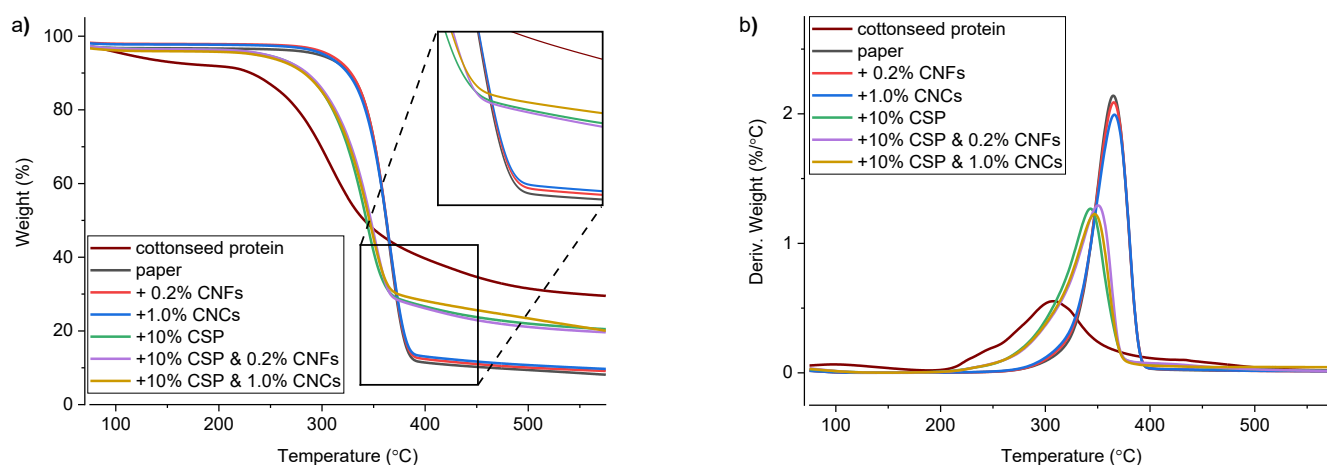 a)
100
80
60
40
20
0
Weight (%)
cottonseed protein
paper
+ 0.2% CNFs
+1.0% CNCs
+10% CSP
+10% CSP & 0.2% CNFs
+10% CSP & 1.0% CNCs
100 200 300 400 500
Temperature (°C)
b)
2
1
0
Deriv. Weight (%/°C)
cottonseed protein
paper
+ 0.2% CNFs
+1.0% CNCs
+10% CSP
+10% CSP & 0.2% CNFs
+10% CSP & 1.0% CNCs
100 200 300 400 500
Temperature (°C)